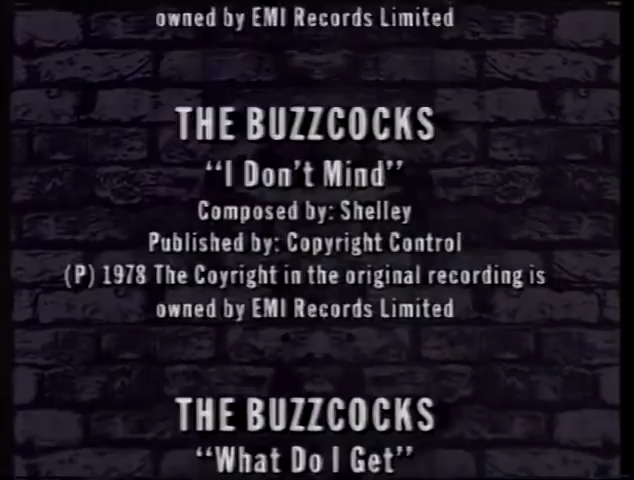 owned by EMI Records Limited
THE BUZZCOCKS
“I Don't Mind”
Composed by: Shelley
Published by: Copyright Control
(P) 1978 The Coyright in the original recording is
owned by EMI Records Limited
THE BUZZCOCKS
“What Do I Get”